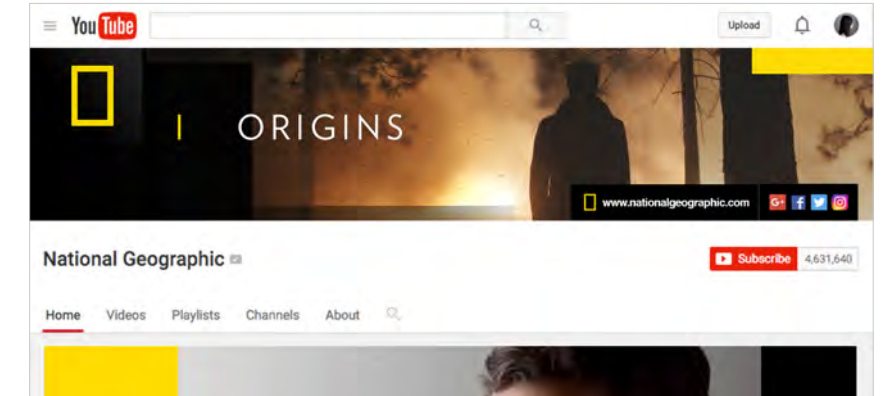 YouTube
Upload
ORIGINS
www.nationalgeographic.com G+ f
National Geographic
Subscribe 4,631,640
Home Videos Playlists Channels About